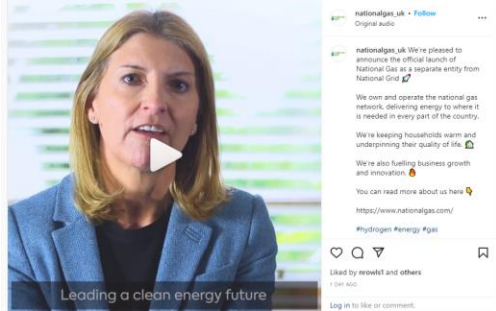 nationalgas_uk • Follow
Original audio
nationalgas_uk We're pleased to
announce the official launch of
National Gas as a separate entity from
National Grid 🚀
We own and operate the national gas
network, delivering energy to where it
is needed in every part of the country.
We're keeping households warm and
underpinning their quality of life. 🏠
We're also fuelling business growth
and innovation. 🔥
You can read more about us here 👇
https://www.nationalgas.com/
#hydrogen #energy #gas
Liked by nrowls1 and others
1 DAY AGO
Log in to like or comment.
Leading a clean energy future